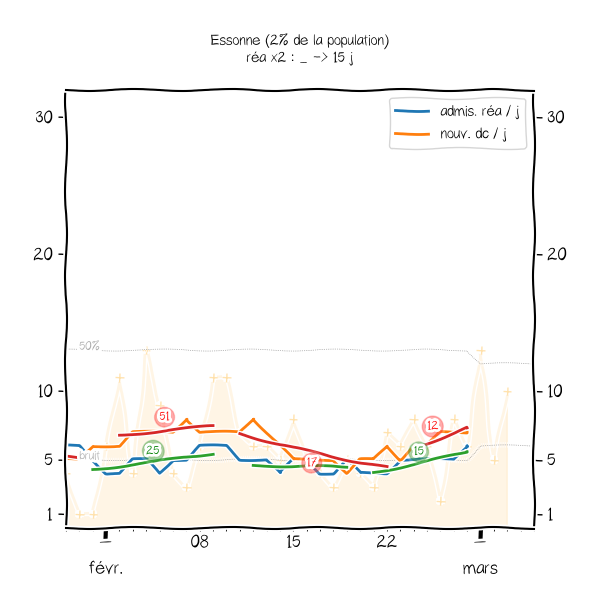 Essonne (2% de la population)
réa x2 : _ -> 15 j
admis. réa / j
nouv. dc / j
30
30
20
20
50%
10
10
51
12
25
15
bruit
17
5
5
1
1
08
15
22
févr.
mars